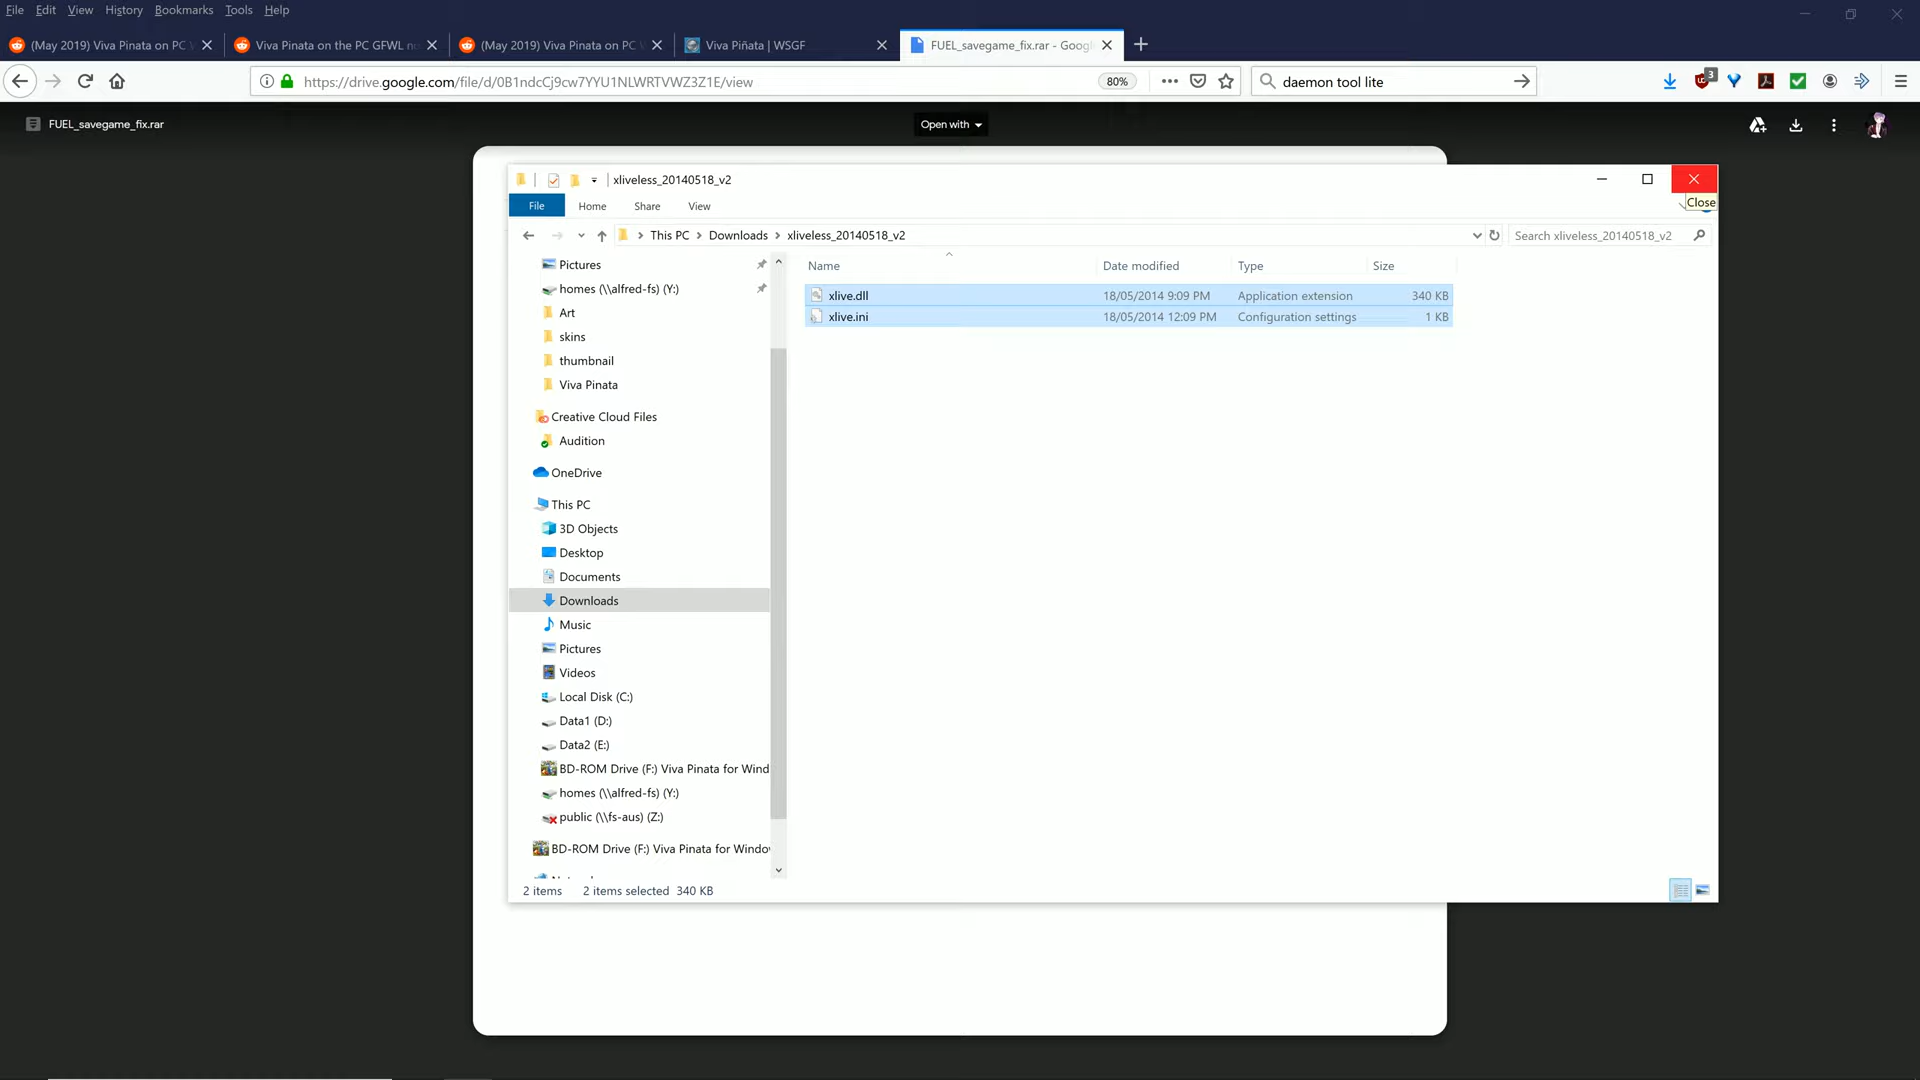 File Edit View History Bookmarks Tools Help
(May 2019) Viva Pinata on PC
Viva Pinata on the PC GFWL
(May 2019) Viva Pinata on PC
Viva Piñata | WSGF
FUEL_savegame_fix.rar - Goog
https://drive.google.com/file/d/0B1ndcCj9cw7YYU1NLWRTVWZ3Z1E/view
80%
daemon tool lite
3
FUEL_savegame_fix.rar
Open with
xliveless_20140518_v2
Close
File Home Share View
This PC Downloads xliveless_20140518_v2
Search xliveless_20140518_v2
Name Date modified Type Size
xlive.dll 18/05/2014 9:09 PM Application extension 340 KB
xlive.ini 18/05/2014 12:09 PM Configuration settings 1 KB
Pictures
homes (\\alfred-fs) (Y:)
Art
skins
thumbnail
Viva Pinata
Creative Cloud Files
Audition
OneDrive
This PC
3D Objects
Desktop
Documents
Downloads
Music
Pictures
Videos
Local Disk (C:)
Data1 (D:)
Data2 (E:)
BD-ROM Drive (F:) Viva Pinata for Wind
homes (\\alfred-fs) (Y:)
public (\\fs-aus) (Z:)
BD-ROM Drive (F:) Viva Pinata for Windo
2 items 2 items selected 340 KB